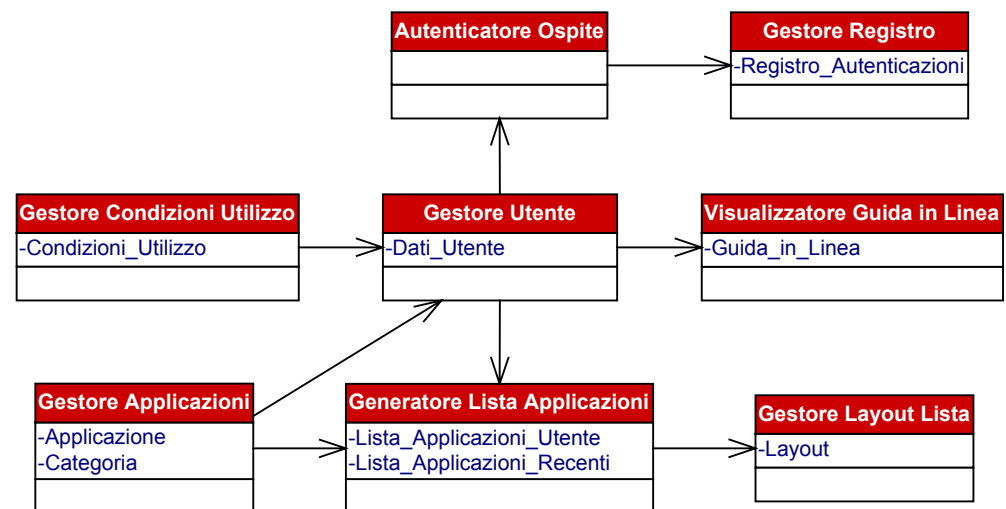 Autenticatore Ospite
Gestore Registro
-Registro_Autenticazioni
Gestore Condizioni Utilizzo
-Condizioni_Utilizzo
Gestore Utente
-Dati_Utente
Visualizzatore Guida in Linea
-Guida_in_Linea
Gestore Applicazioni
-Applicazione
-Categoria
Generatore Lista Applicazioni
-Lista_Applicazioni_Utente
-Lista_Applicazioni_Recenti
Gestore Layout Lista
-Layout